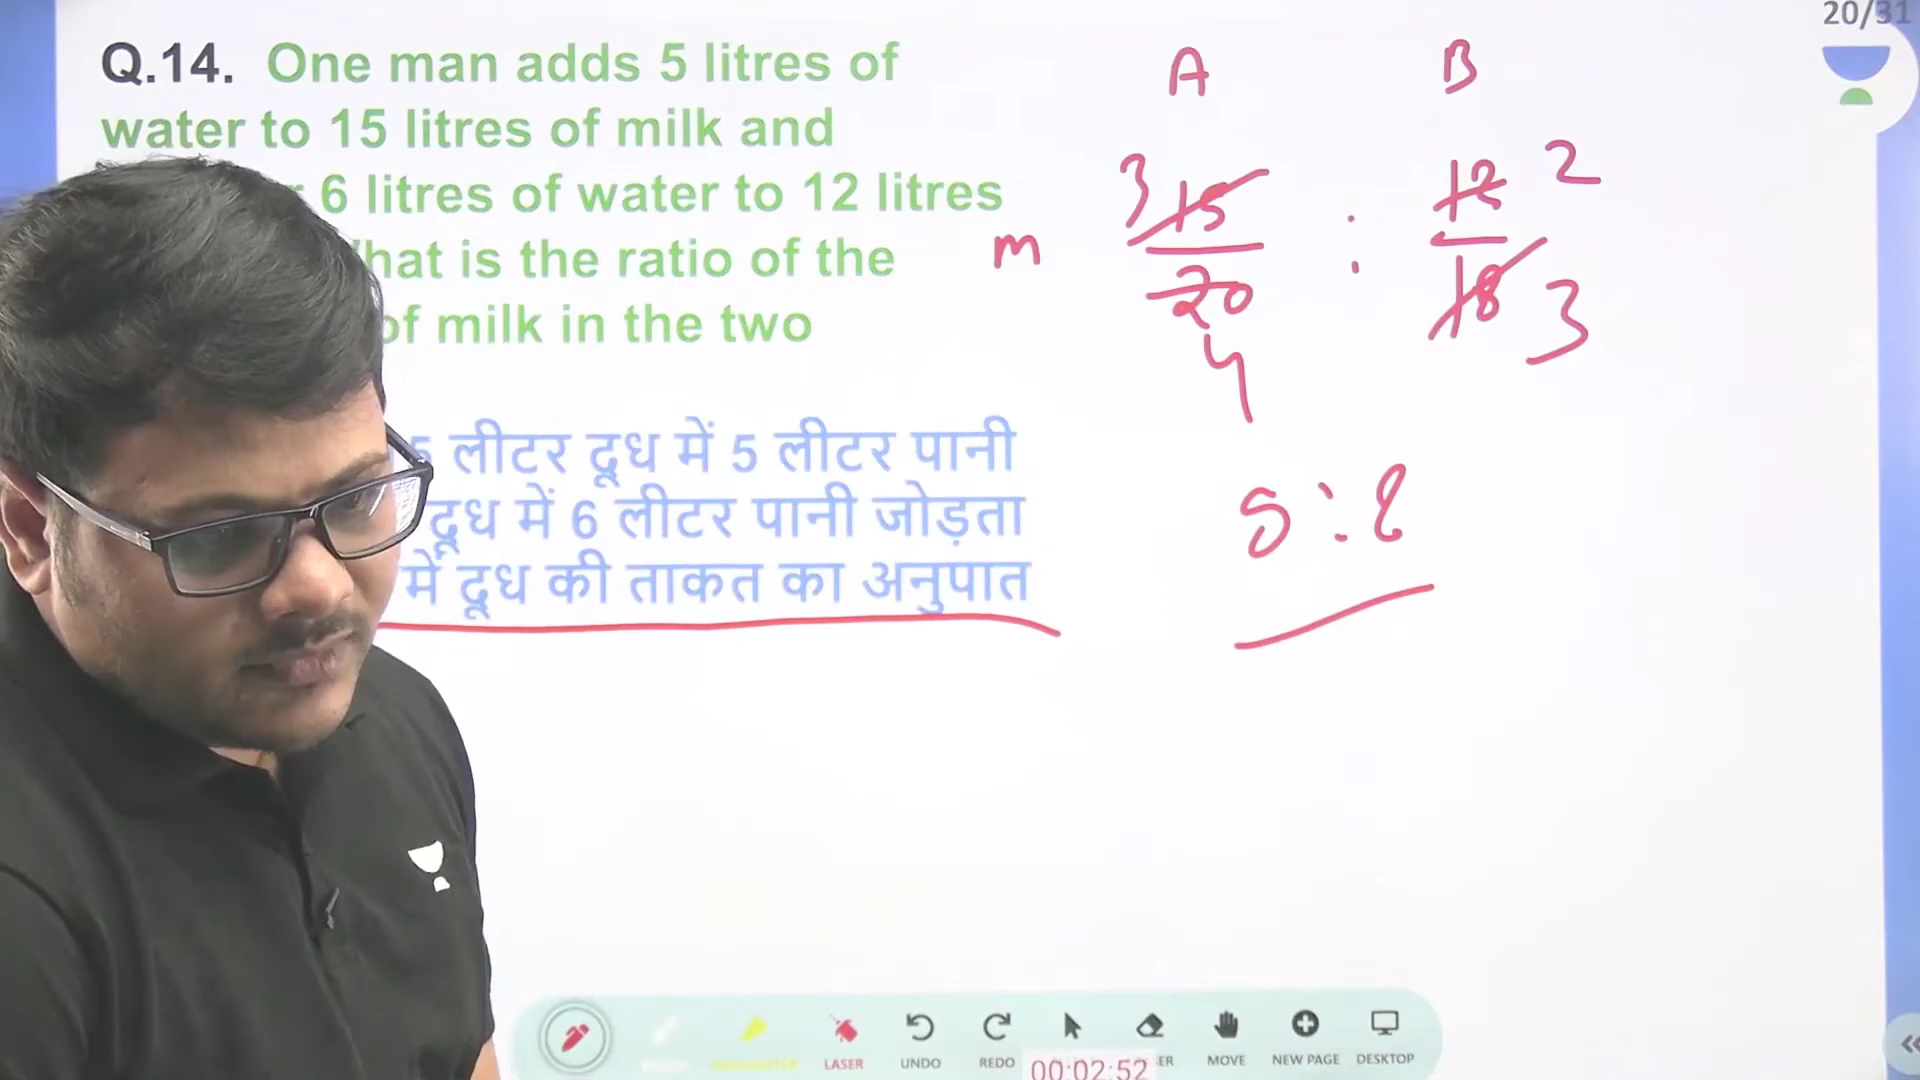 20/31
Q.14. One man adds 5 litres of
water to 15 litres of milk and
6 litres of water to 12 litres
hat is the ratio of the
of milk in the two
5 लीटर दूध में 5 लीटर पानी
दूध में 6 लीटर पानी जोड़ता
में दूध की ताकत का अनुपात
A B
3 15 : 12 2
m
20 18 3
4
LASER UNDO REDO MOVE NEW PAGE DESKTOP
00:02:52